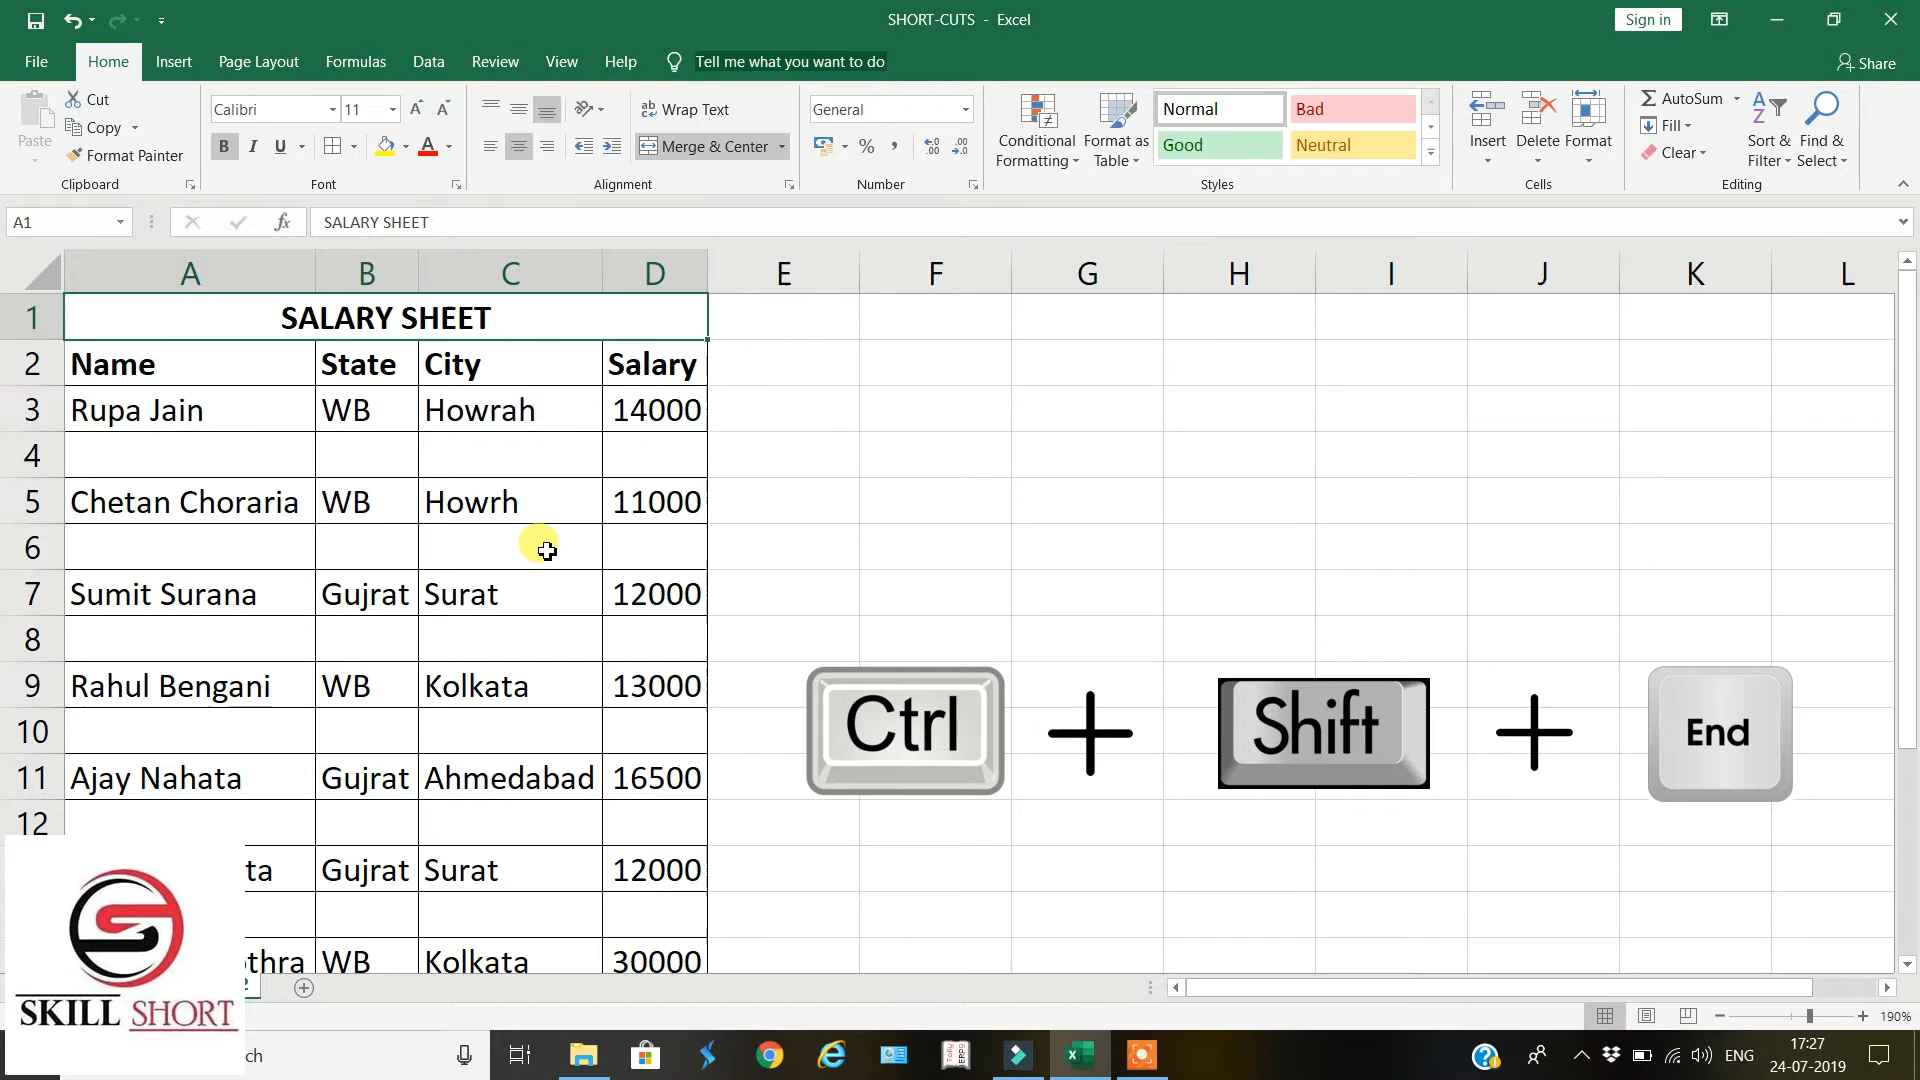 SHORT-CUTS - Excel
Sign in
File Home Insert Page Layout Formulas Data Review View Help Tell me what you want to do
Share
Paste
Cut
Copy
Format Painter
Clipboard
Calibri 11
B I U
Font
Wrap Text
Merge & Center
Alignment
General
Number
Conditional Formatting
Format as Table
Normal Bad
Good Neutral
Styles
Insert Delete Format
Cells
AutoSum
Fill
Clear
Sort & Filter
Find & Select
Editing
A1 fx SALARY SHEET
A B C D E F G H I J K L
1 SALARY SHEET
2 Name State City Salary
3 Rupa Jain WB Howrah 14000
4
5 Chetan Choraria WB Howrh 11000
6
7 Sumit Surana Gujrat Surat 12000
8
9 Rahul Bengani WB Kolkata 13000
10
11 Ajay Nahata Gujrat Ahmedabad 16500
12
ta Gujrat Surat 12000
thra WB Kolkata 30000
Ctrl + Shift + End
SKILL SHORT
190%
ch
ENG
17:27
24-07-2019